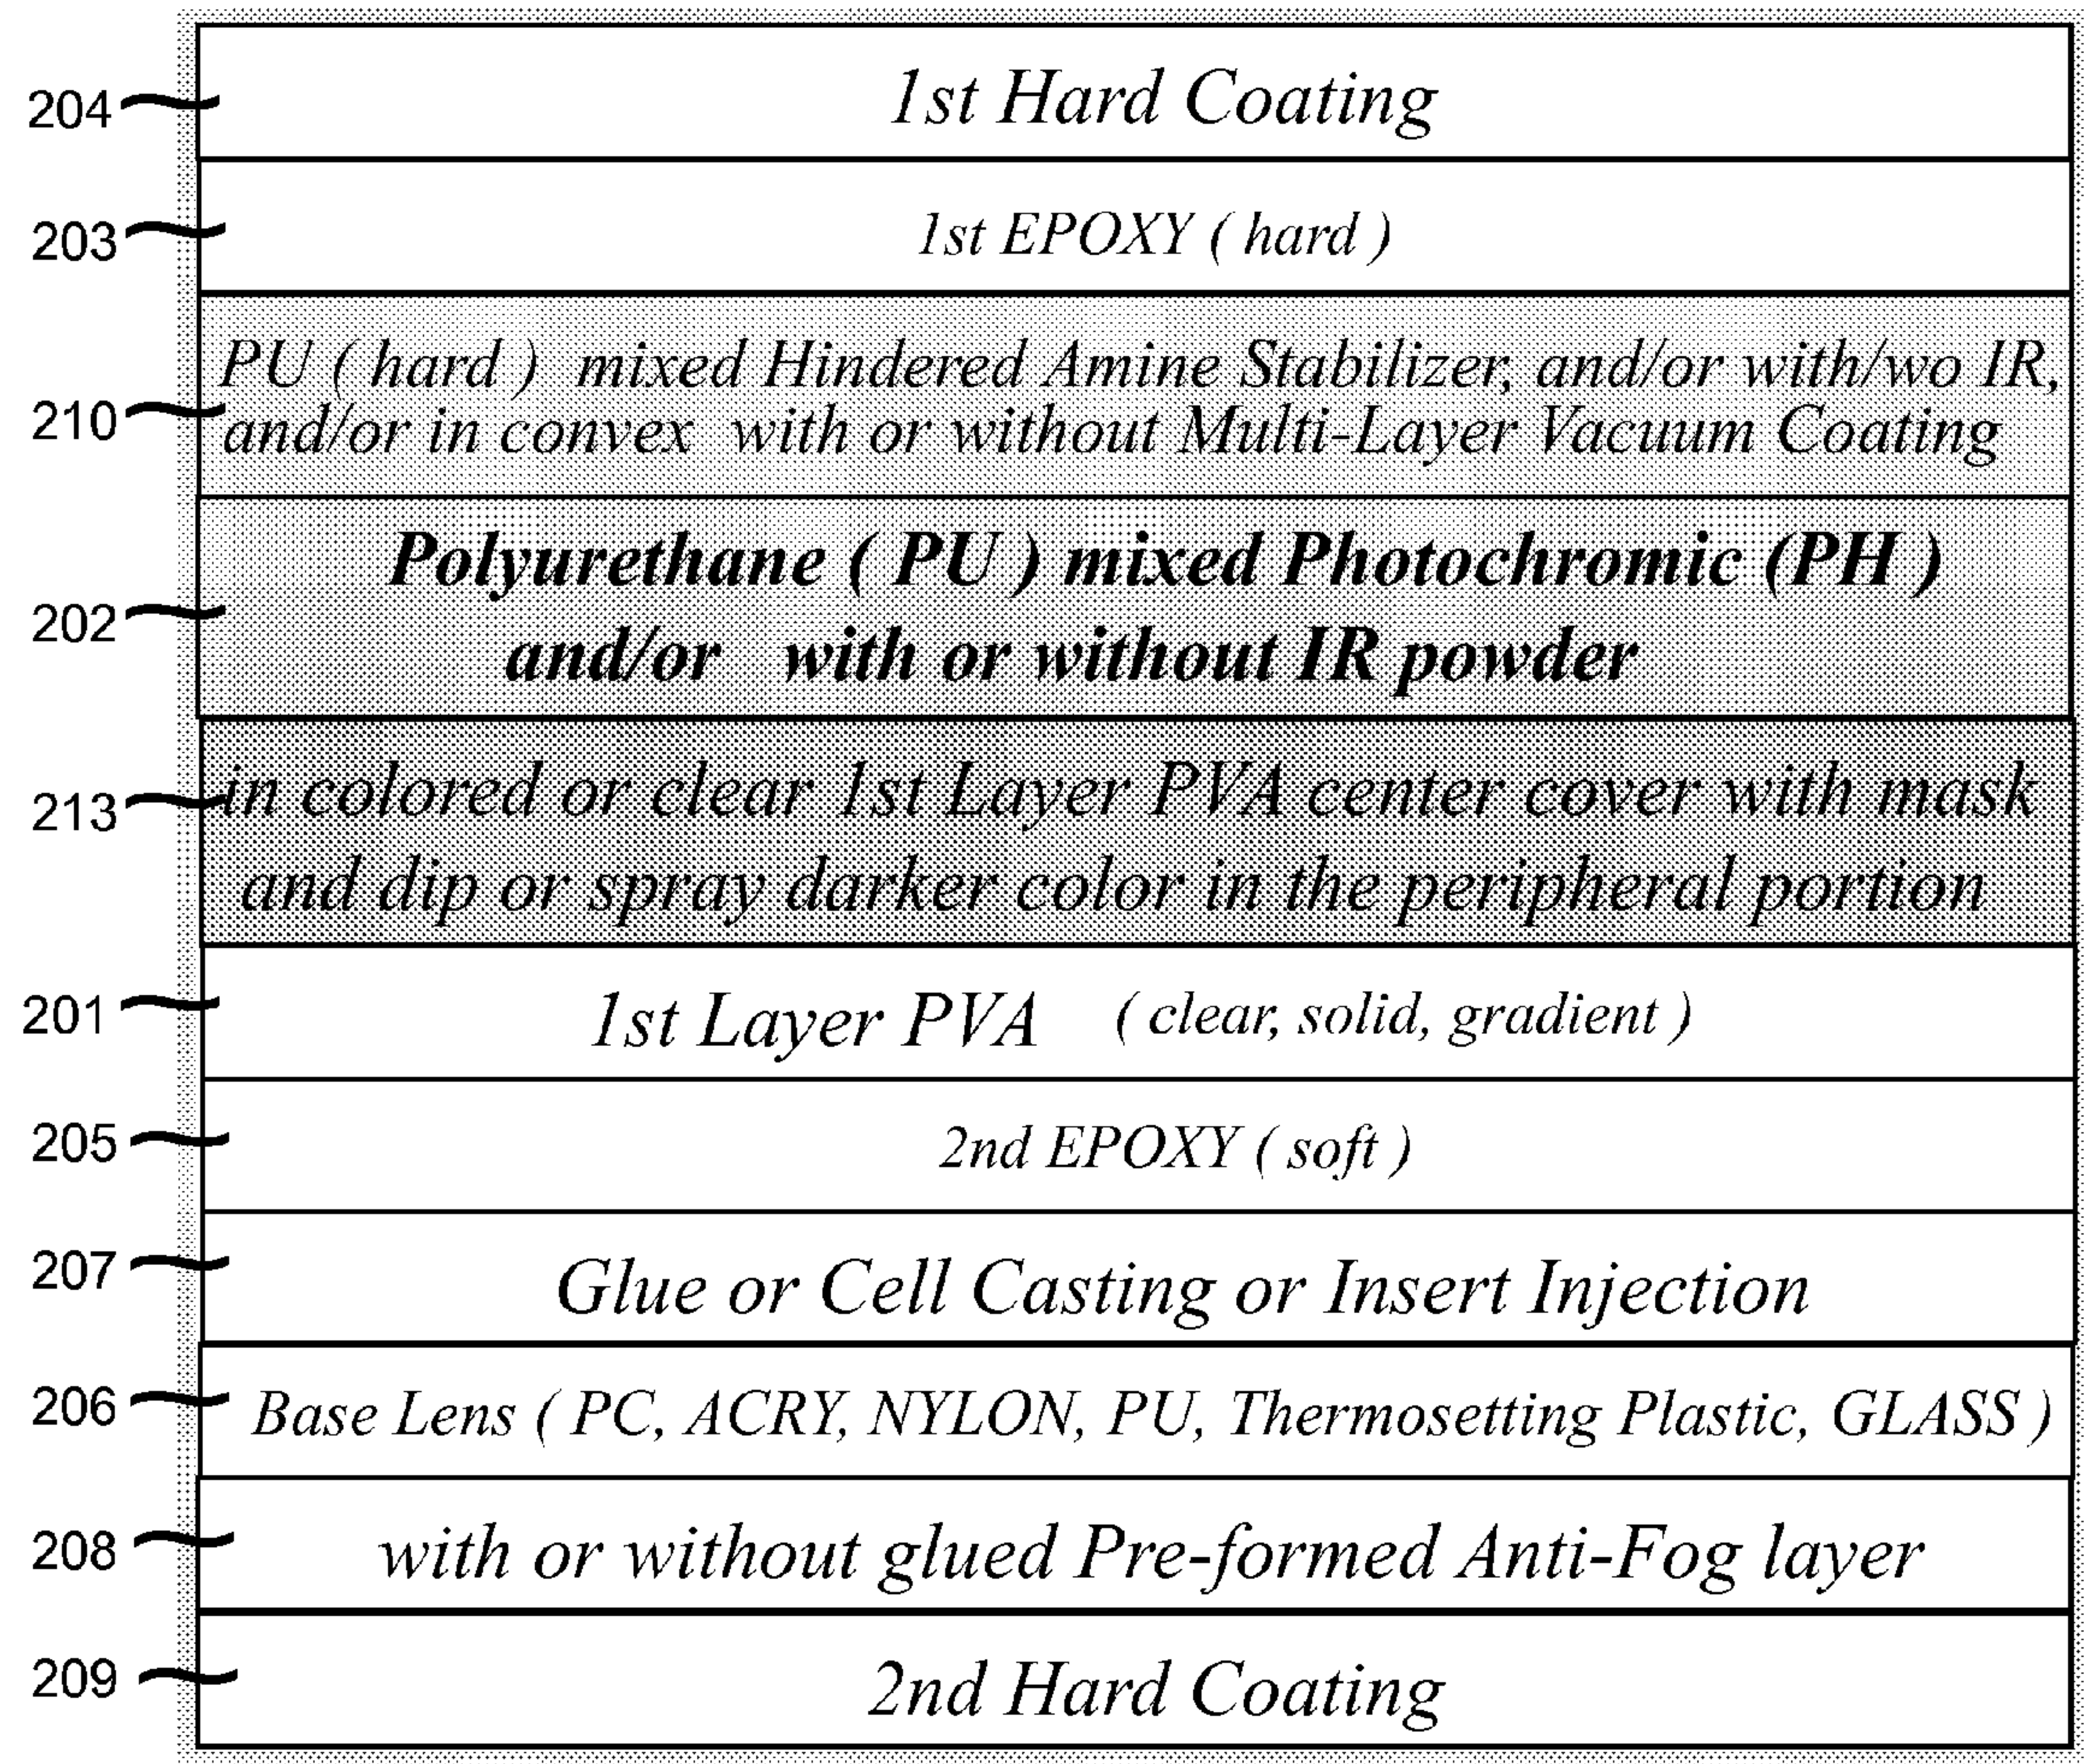 204 1st Hard Coating
203 1st EPOXY ( hard )
PU ( hard ) mixed Hindered Amine Stabilizer, and/or with/wo IR,
210 and/or in convex with or without Multi-Layer Vacuum Coating
Polyurethane ( PU ) mixed Photochromic (PH )
202 and/or with or without IR powder
213 in colored or clear 1st Layer PVA center cover with mask
and dip or spray darker color in the peripheral portion
201 1st Layer PVA ( clear, solid, gradient )
205 2nd EPOXY ( soft )
207 Glue or Cell Casting or Insert Injection
206 Base Lens ( PC, ACRY, NYLON, PU, Thermosetting Plastic, GLASS )
208 with or without glued Pre-formed Anti-Fog layer
209 2nd Hard Coating